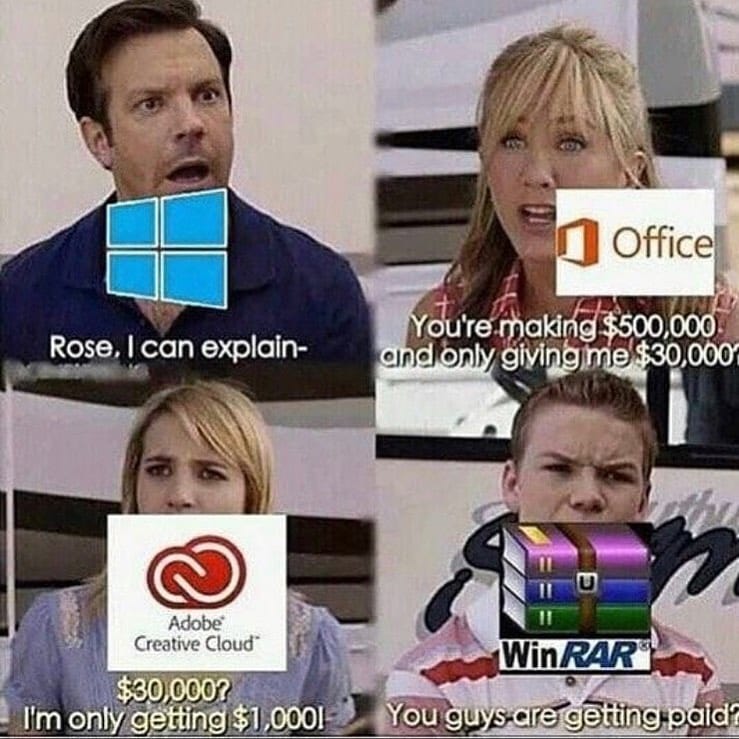 Rose, I can explain-
Office
You're making $500,000
and only giving me $30,000?
Adobe
Creative Cloud™
$30,000?
I'm only getting $1,000!
WinRAR®
You guys are getting paid?